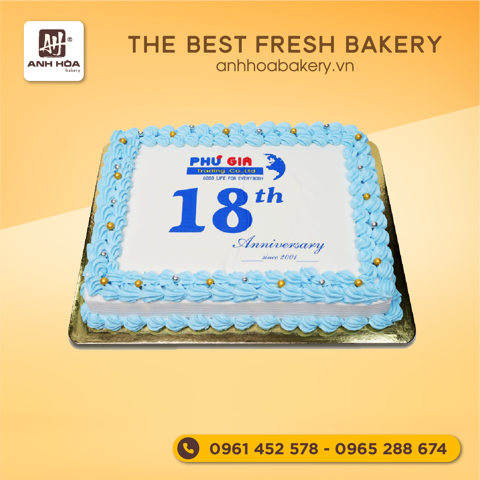 AH ®
ANH HÒA
bakery
THE BEST FRESH BAKERY
anhhoabakery.vn
PHÚ GIA
Trading Co.,Ltd
GOOD LIFE FOR EVERYBODY
18th
Anniversary
since 2001
0961 452 578 - 0965 288 674